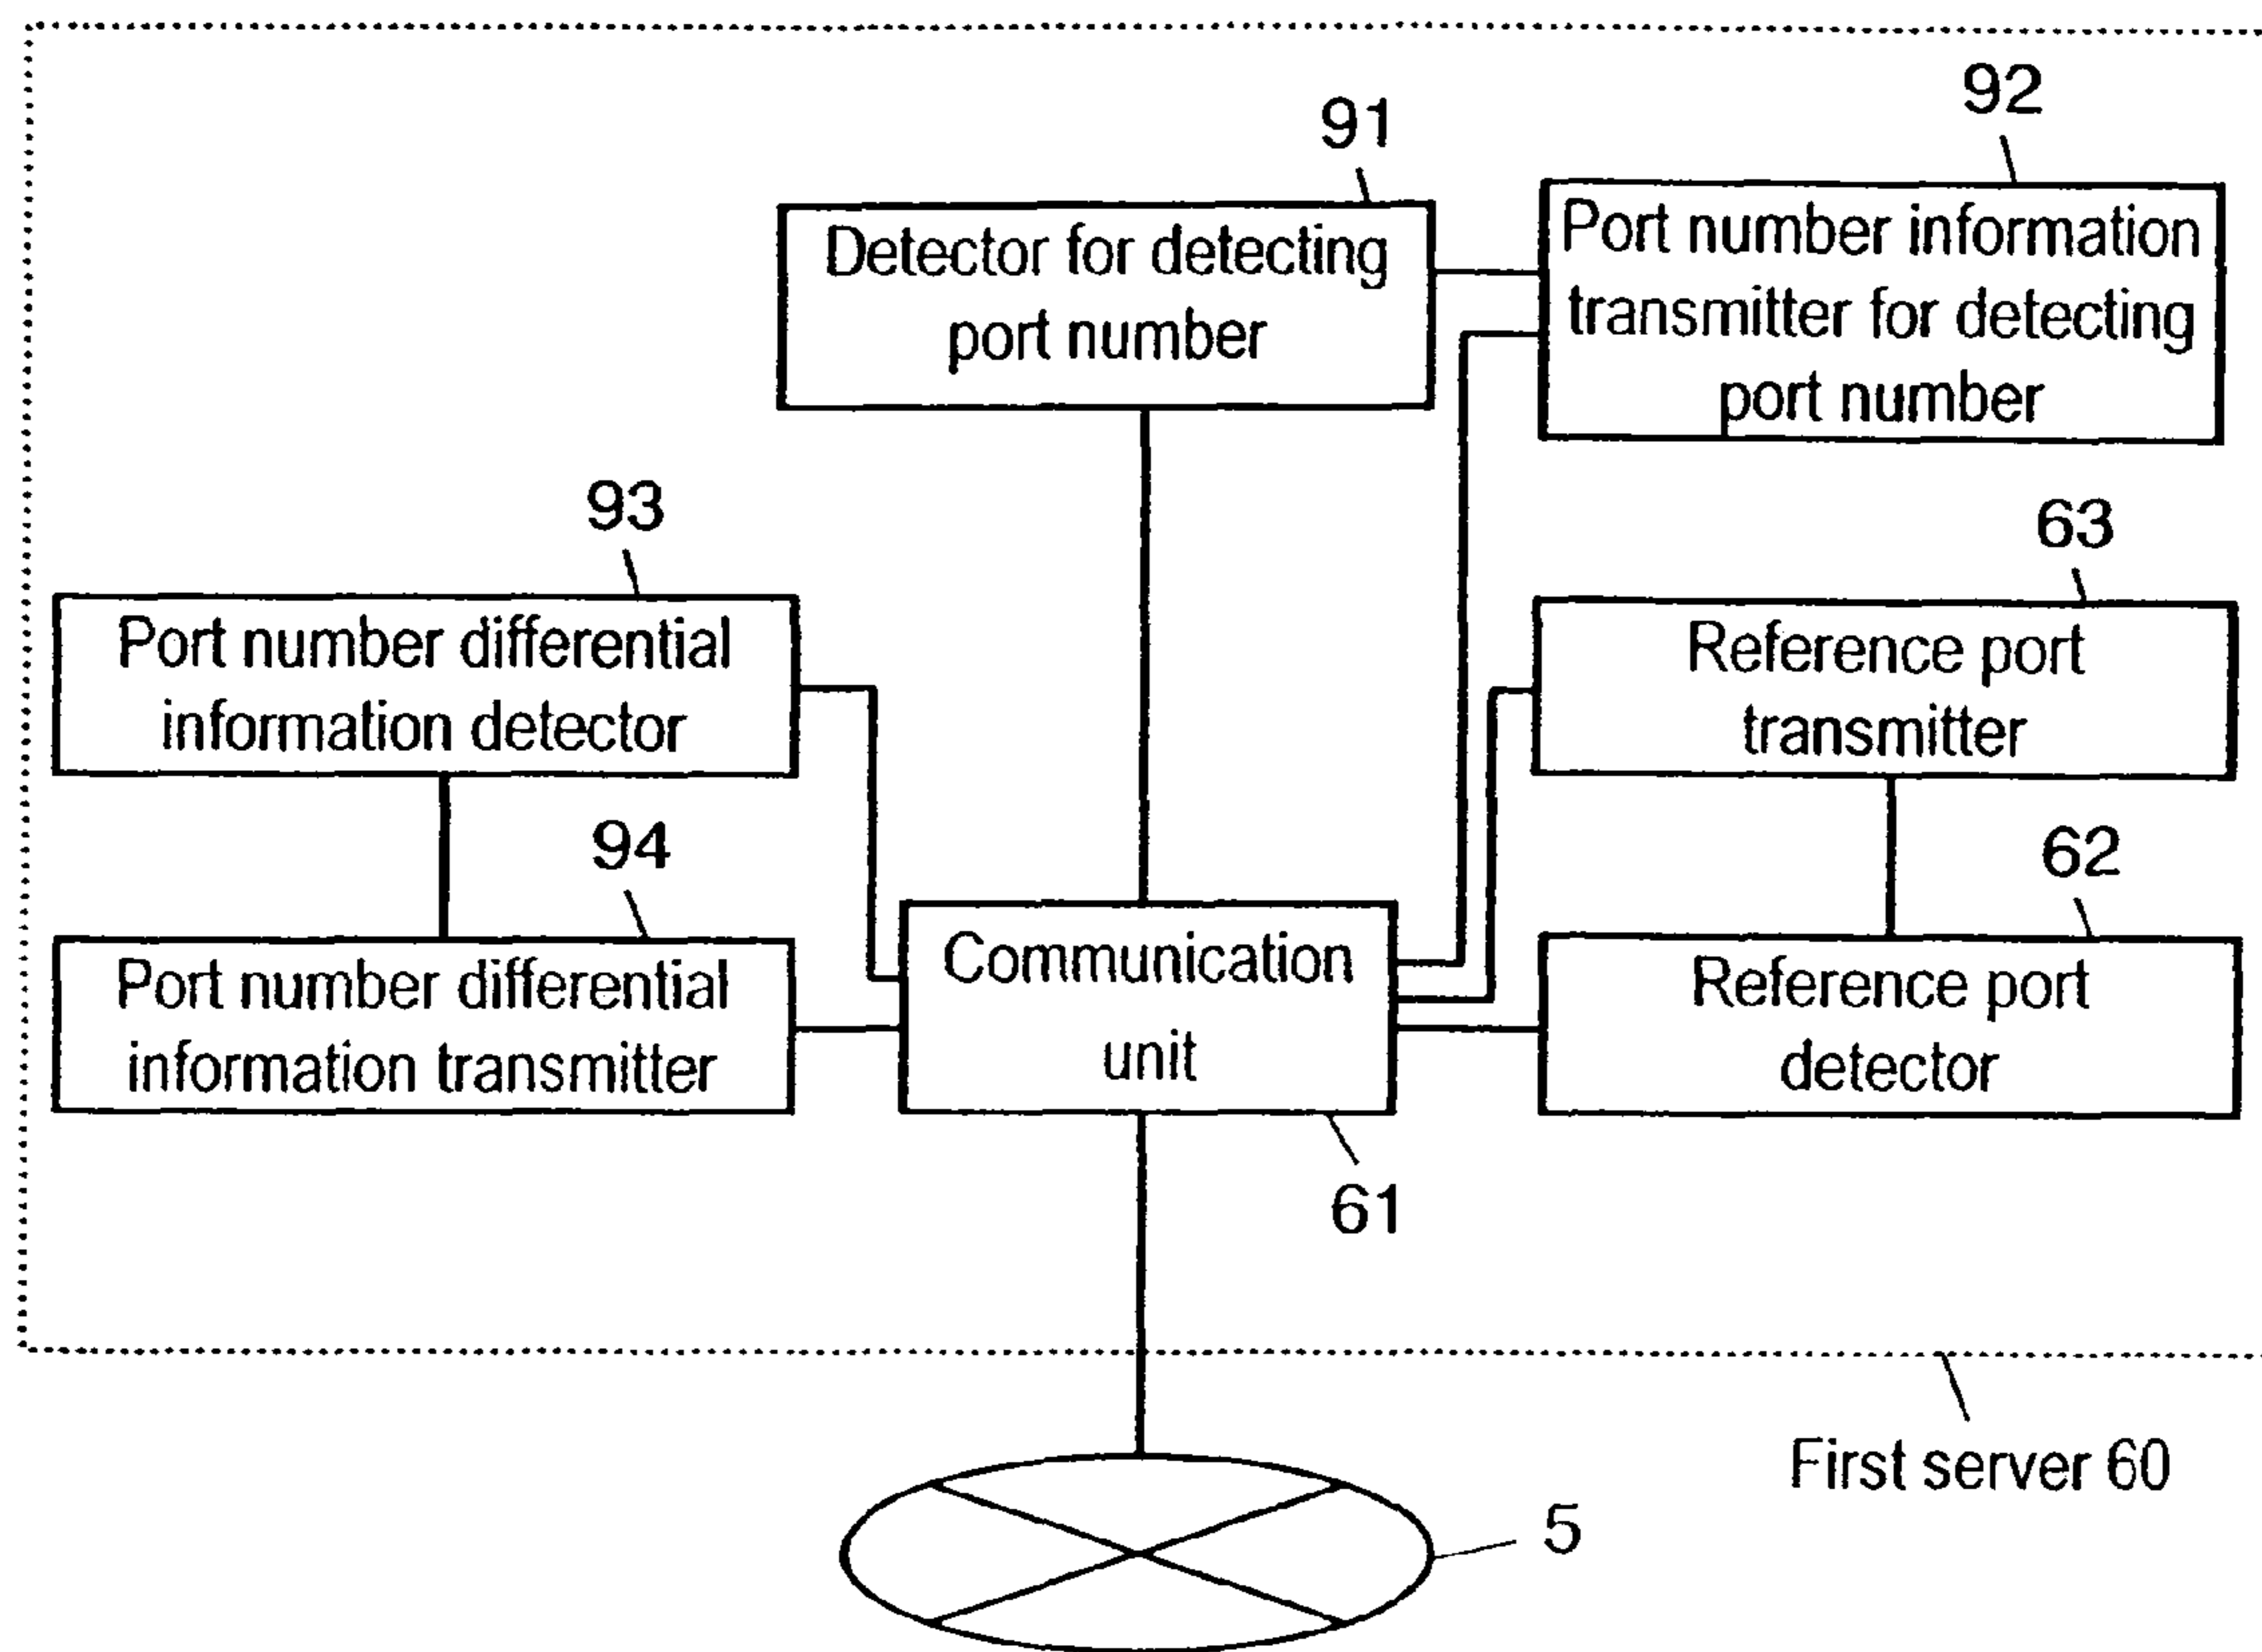 92
91
Port number information
transmitter for detecting
port number
Detector for detecting
port number
93
63
Port number differential
information detector
Reference port
transmitter
94
62
Port number differential
information transmitter
Communication
unit
Reference port
detector
61
First server 60
5